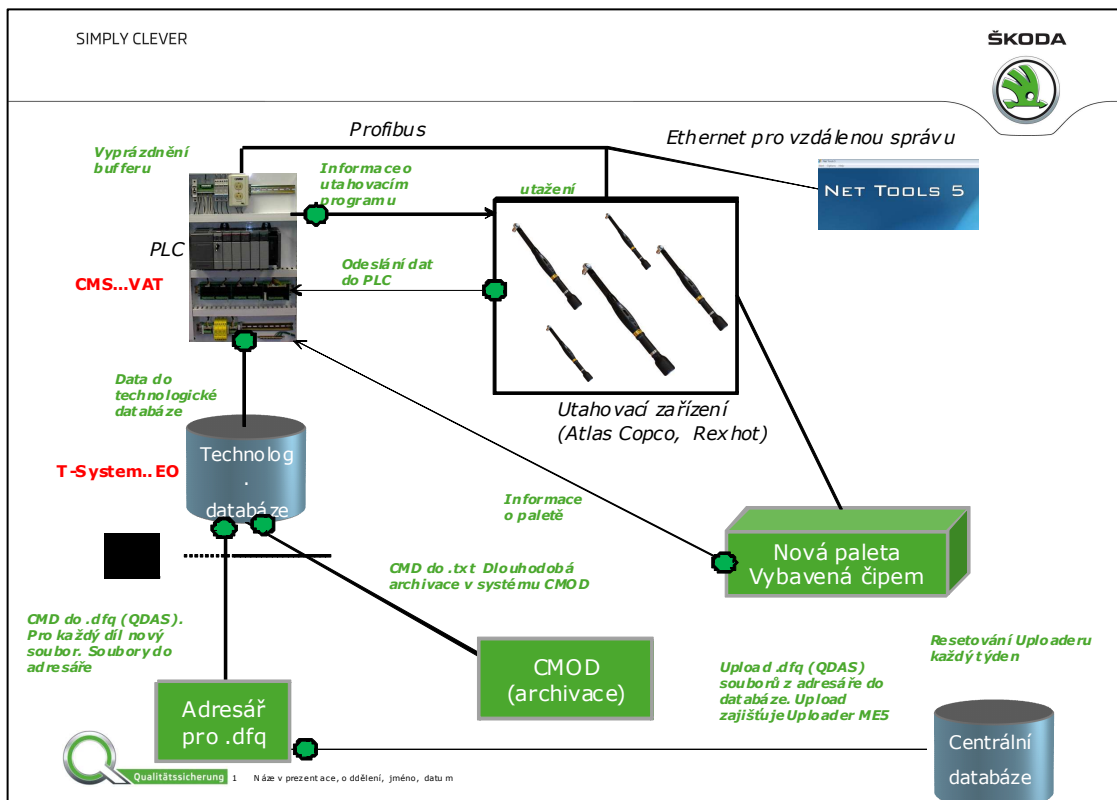 SIMPLY CLEVER
ŠKODA
Profibus
Ethernet pro vzdálenou správu
Vyprázdnění
bufferu
Informace o
utahovacím
programu
utažení
NET TOOLS 5
PLC
CMS...VAT
Odeslání dat
do PLC
Data do
technologické
databáze
Utahovací zařízení
(Atlas Copco, Rexhot)
T-System..EO
Technolog
.
databáze
Informace
o paletě
Nová paleta
Vybavená čipem
CMD do .txt Dlouhodobá
archivace v systému CMOD
CMD do .dfq (QDAS).
Pro každý díl nový
soubor. Soubory do
adresáře
CMOD
(archivace)
Upload .dfq (QDAS)
souborů z adresáře do
databáze. Upload
zajišťuje Uploader ME5
Resetování Uploaderu
každý týden
Adresář
pro .dfq
Centrální
databáze
Qualitätssicherung
1 Náze v prezentace, oddělení, jméno, datum